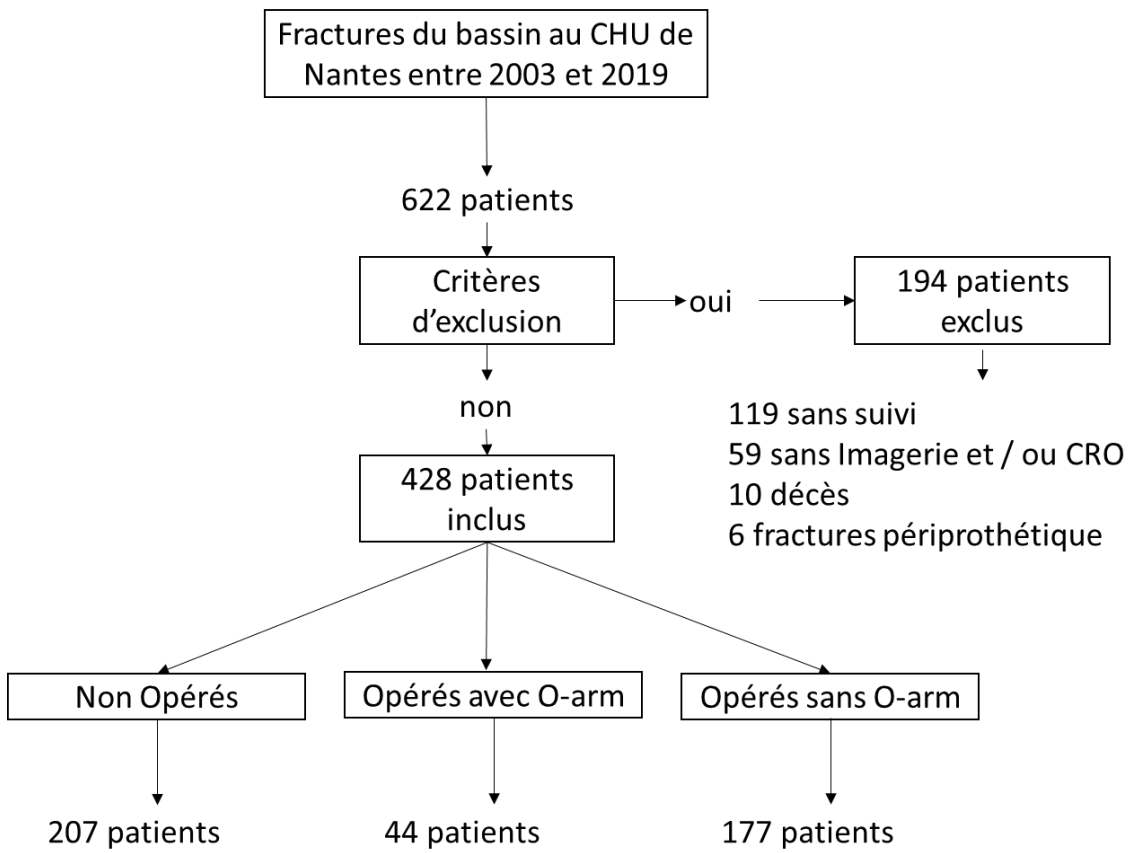 Fractures du bassin au CHU de
Nantes entre 2003 et 2019
622 patients
Critères
d’exclusion
oui
194 patients
exclus
non
119 sans suivi
59 sans Imagerie et / ou CRO
10 décès
6 fractures périprothétique
428 patients
inclus
Non Opérés
Opérés avec O-arm
Opérés sans O-arm
207 patients
44 patients
177 patients